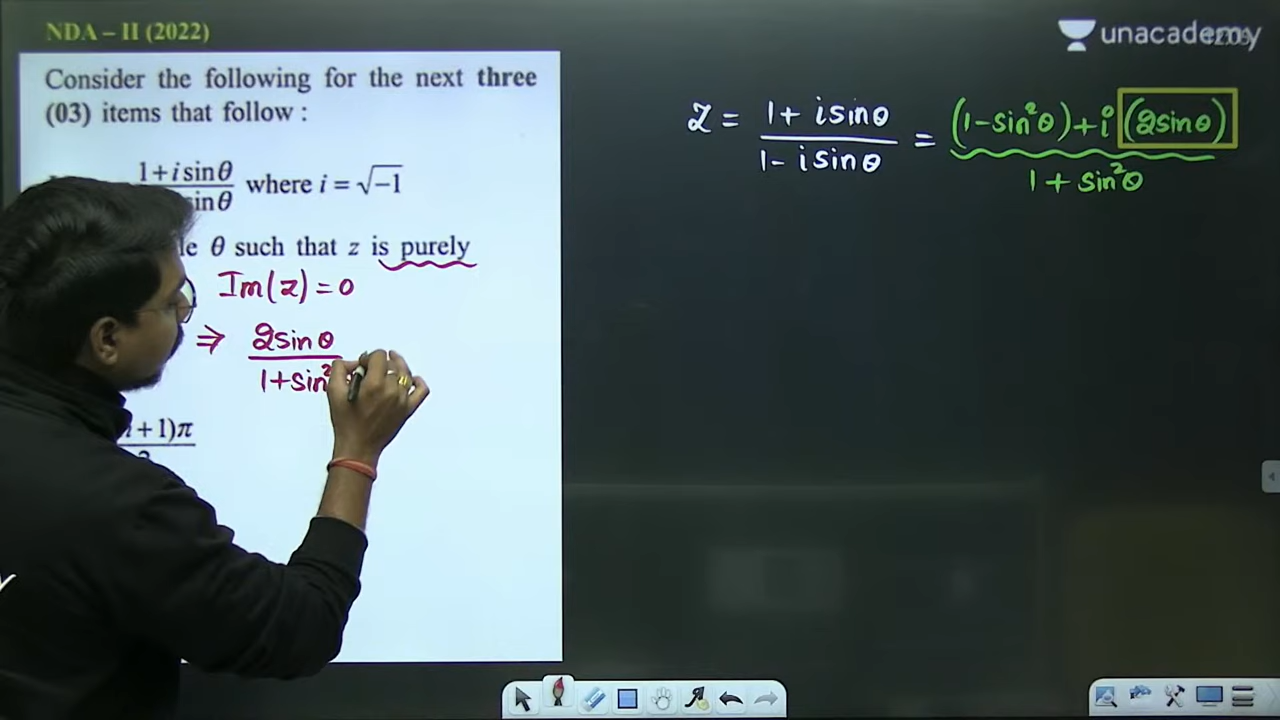 NDA – II (2022)
unacademy
Consider the following for the next three
(03) items that follow :
1+i sinθ
sinθ
where i = √−1
θ such that z is purely
Im(z) = 0
⇒ 2sinθ
1+sin²
+ 1)π
Z = 1 + i sinθ / 1 - i sinθ = (1-sin²θ) + i (2sinθ) / 1 + sin²θ